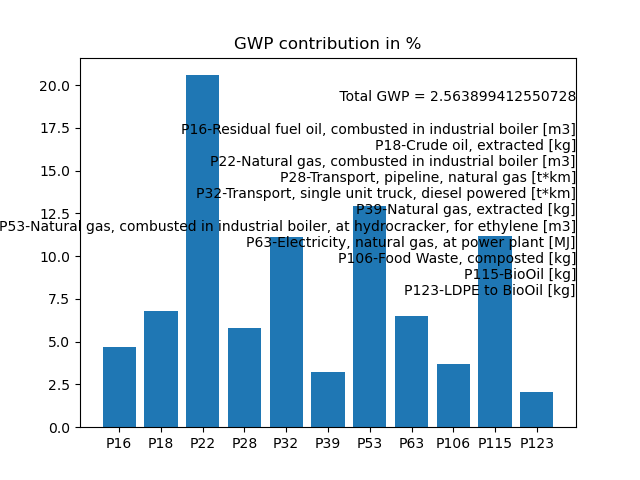 GWP contribution in %
Total GWP = 2.563899412550728
P16-Residual fuel oil, combusted in industrial boiler [m3]
P18-Crude oil, extracted [kg]
P22-Natural gas, combusted in industrial boiler [m3]
P28-Transport, pipeline, natural gas [t*km]
P32-Transport, single unit truck, diesel powered [t*km]
P39-Natural gas, extracted [kg]
P53-Natural gas, combusted in industrial boiler, at hydrocracker, for ethylene [m3]
P63-Electricity, natural gas, at power plant [MJ]
P106-Food Waste, composted [kg]
P115-BioOil [kg]
P123-LDPE to BioOil [kg]
20.0
17.5
15.0
12.5
10.0
7.5
5.0
2.5
0.0
P16 P18 P22 P28 P32 P39 P53 P63 P106 P115 P123